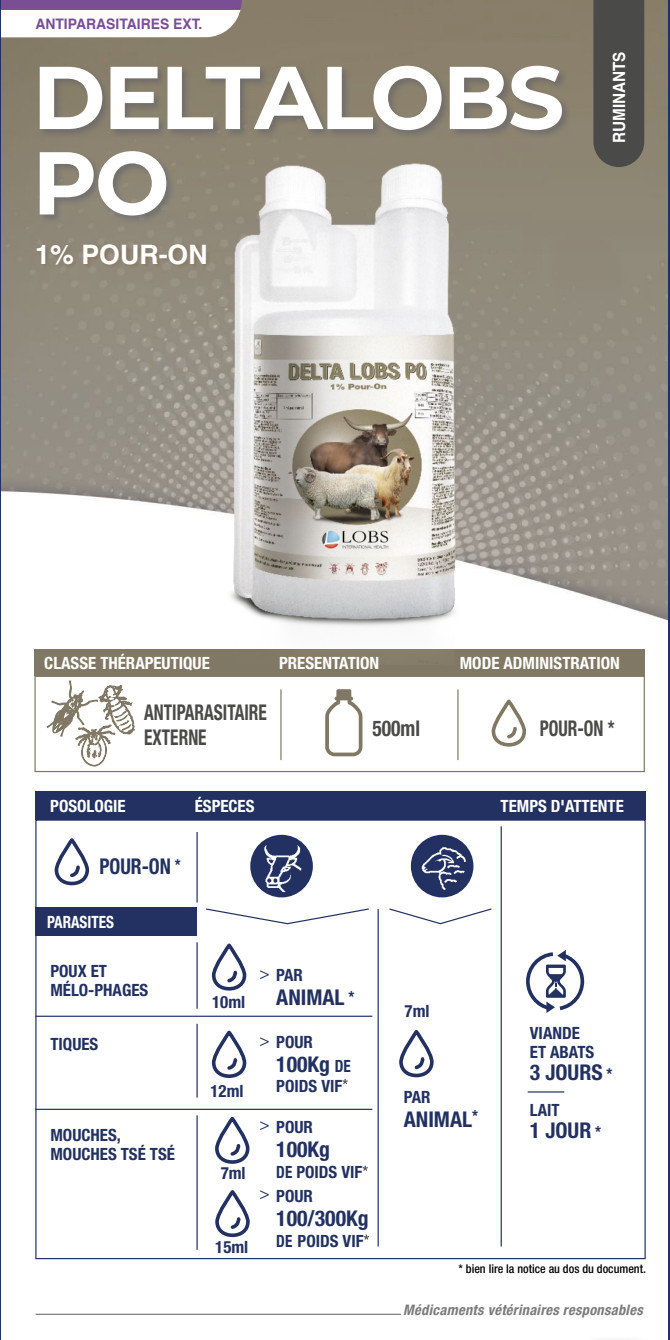 ANTIPARASITAIRES EXT.
RUMINANTS
DELTALOBS
PO
1% POUR-ON
DELTA LOBS PO
1% Pour-On
LOBS
INTERNATIONAL HEALTH
CLASSE THÉRAPEUTIQUE PRESENTATION MODE ADMINISTRATION
ANTIPARASITAIRE
EXTERNE
500ml
POUR-ON *
POSOLOGIE ÉSPECES TEMPS D'ATTENTE
POUR-ON *
PARASITES
POUX ET
MÉLO-PHAGES
10ml
> PAR
ANIMAL *
TIQUES
12ml
> POUR
100Kg DE
POIDS VIF*
MOUCHES,
MOUCHES TSÉ TSÉ
7ml
> POUR
100Kg
DE POIDS VIF*
15ml
> POUR
100/300Kg
DE POIDS VIF*
7ml
PAR
ANIMAL*
VIANDE
ET ABATS
3 JOURS *
LAIT
1 JOUR *
* bien lire la notice au dos du document.
Médicaments vétérinaires responsables